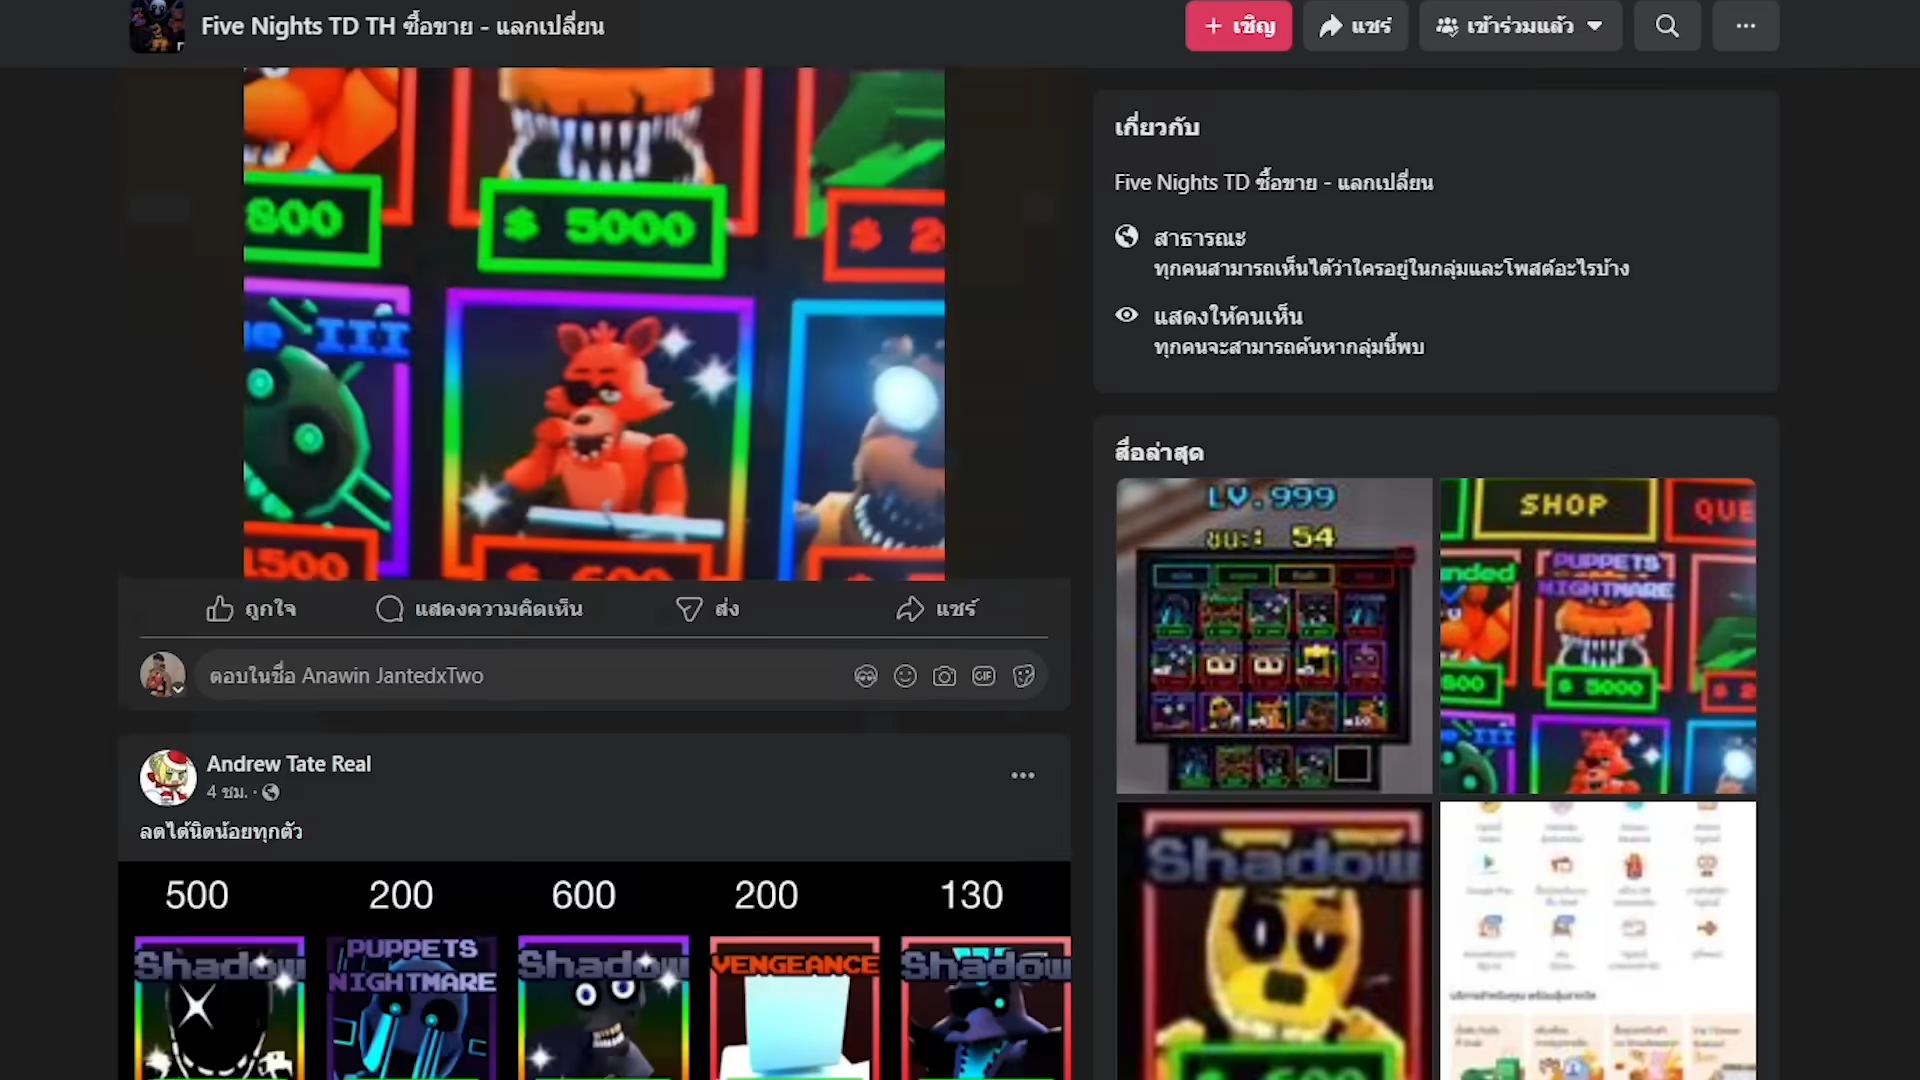 Five Nights TD TH ซื้อขาย - แลกเปลี่ยน
เชิญ
แชร์
เข้าร่วมแล้ว
800
$ 5000
$ 2
III
1500
ถูกใจ
แสดงความคิดเห็น
ส่ง
แชร์
ตอบในชื่อ Anawin JantedxTwo
GIF
Andrew Tate Real
4 ชม.
ลดได้นิดน้อยทุกตัว
500
200
600
200
130
Shadow
PUPPETS
NIGHTMARE
Shadow
VENGEANCE
Shadow
เกี่ยวกับ
Five Nights TD ซื้อขาย - แลกเปลี่ยน
สาธารณะ
ทุกคนสามารถเห็นได้ว่าใครอยู่ในกลุ่มและโพสต์อะไรบ้าง
แสดงให้คนเห็น
ทุกคนจะสามารถค้นหากลุ่มนี้พบ
สื่อล่าสุด
LV.999
ชนะ: 54
SHOP
QUE
nded
PUPPETS
NIGHTMARE
$ 5000
III
Shadow